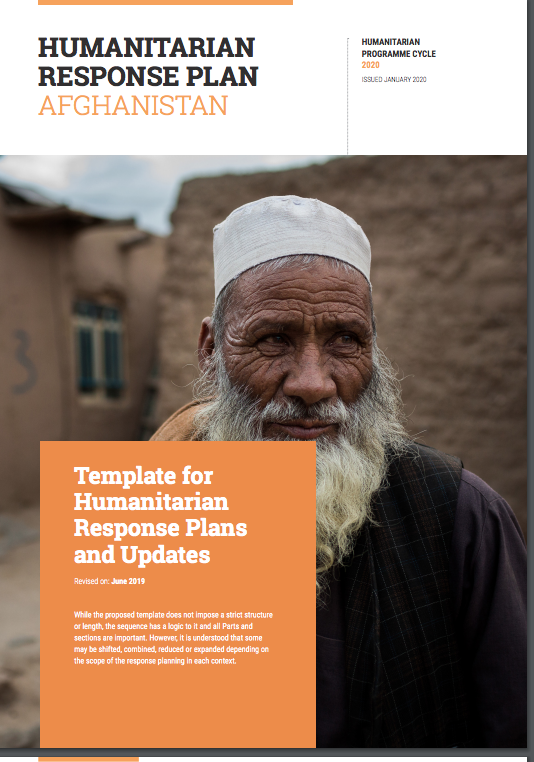 HUMANITARIAN
RESPONSE PLAN
AFGHANISTAN
HUMANITARIAN
PROGRAMME CYCLE
2020
ISSUED JANUARY 2020
3
Template for
Humanitarian
Response Plans
and Updates
Revised on: June 2019
While the proposed template does not impose a strict structure
or length, the sequence has a logic to it and all Parts and
sections are important. However, it is understood that some
may be shifted, combined, reduced or expanded depending on
the scope of the response planning in each context.